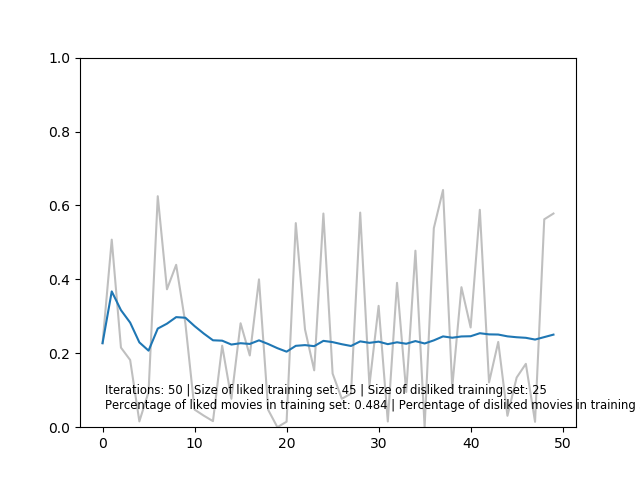 1.0
0.8
0.6
0.4
0.2
0.0
Iterations: 50 | Size of liked training set: 45 | Size of disliked training set: 25
Percentage of liked movies in training set: 0.484 | Percentage of disliked movies in training
0 10 20 30 40 50